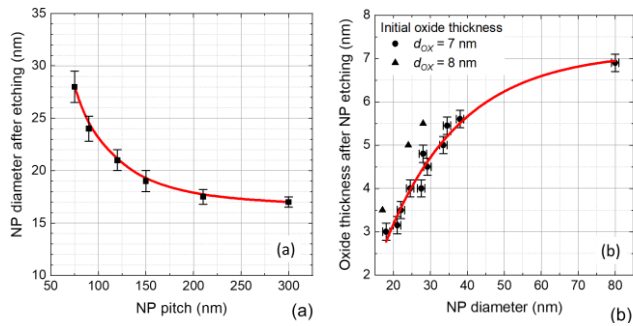 NP diameter after etching (nm)
35
30
25
20
15
10
50
100
150
200
250
300
NP pitch (nm)
(a)
(a)
Oxide thickness after NP etching (nm)
8
7
6
5
4
3
2
Initial oxide thickness
dOX = 7 nm
dOX = 8 nm
20
30
40
50
60
70
80
NP diameter (nm)
(b)
(b)